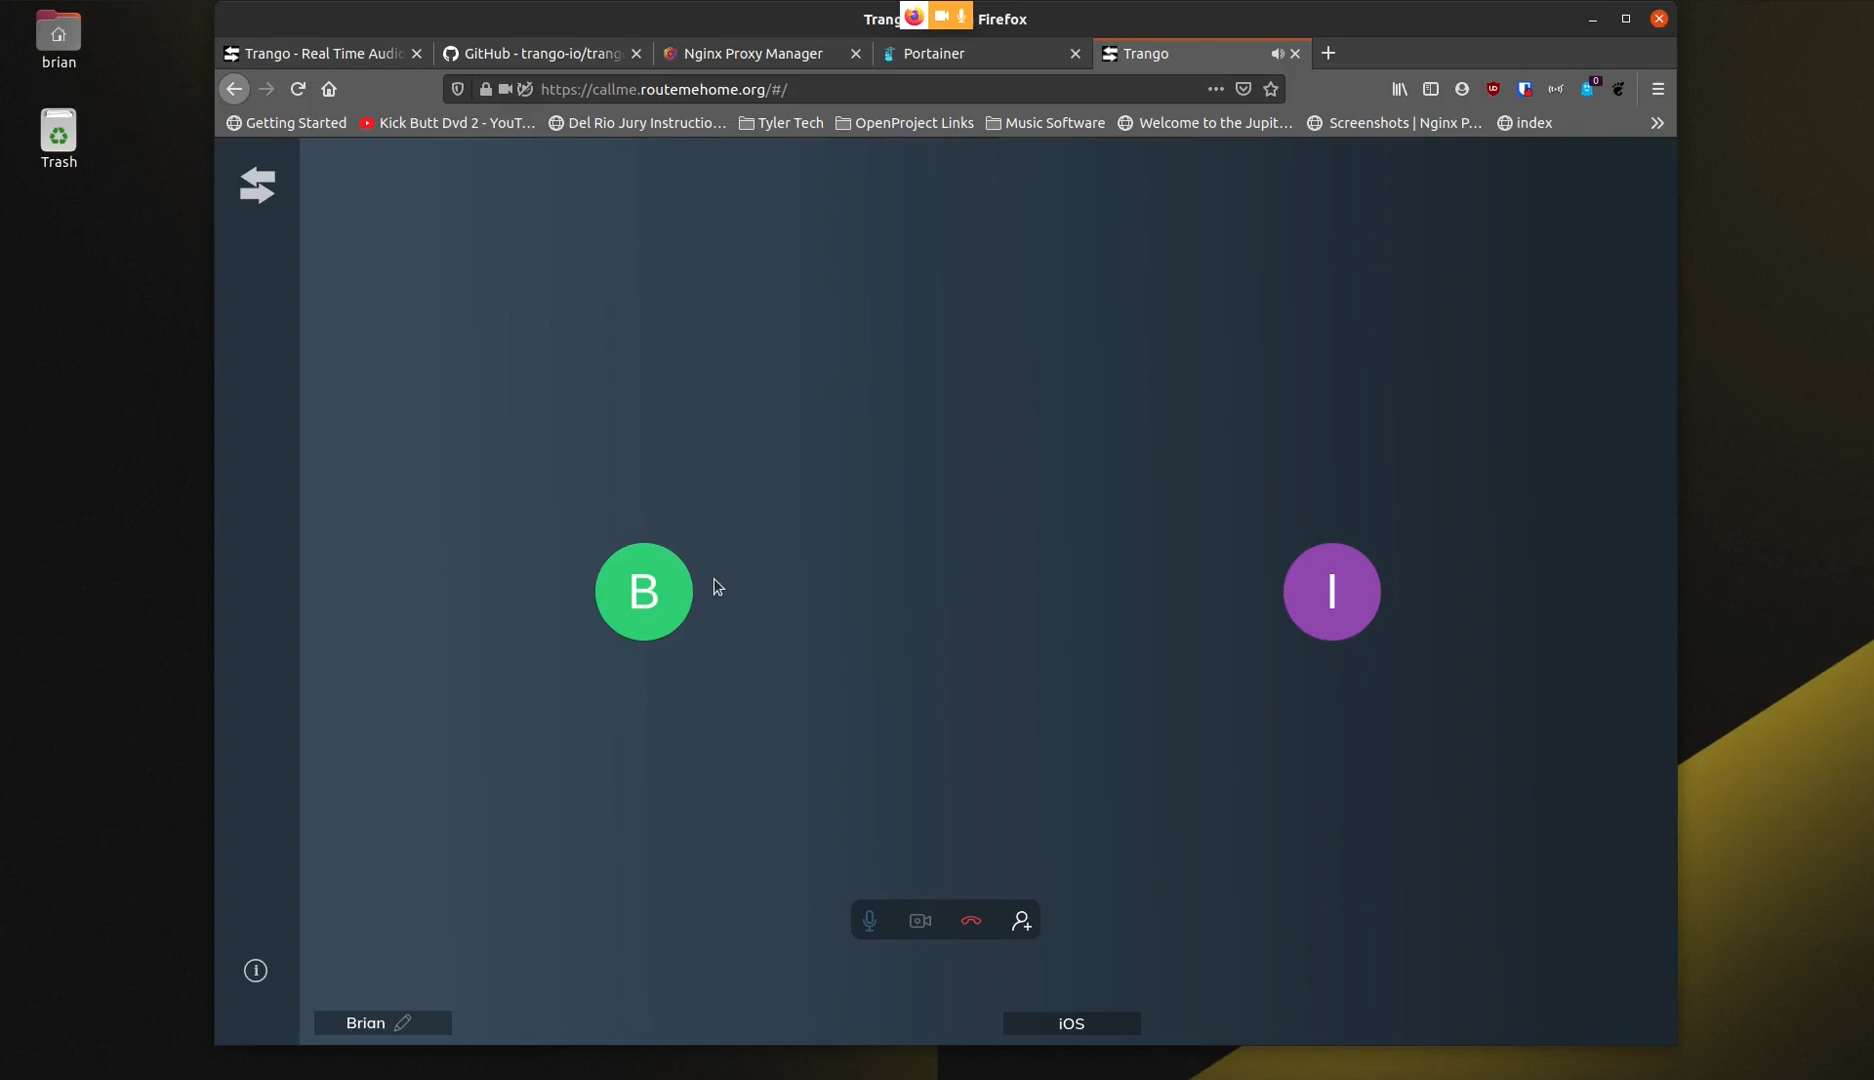 brian
Trash
Trang
Firefox
Trango - Real Time Audio
GitHub - trango-io/trang
Nginx Proxy Manager
Portainer
Trango
https://callme.routemehome.org/#/
0
Getting Started
Kick Butt Dvd 2 - YouT...
Del Rio Jury Instructio...
Tyler Tech
OpenProject Links
Music Software
Welcome to the Jupit...
Screenshots | Nginx P...
index
B
I
Brian
iOS